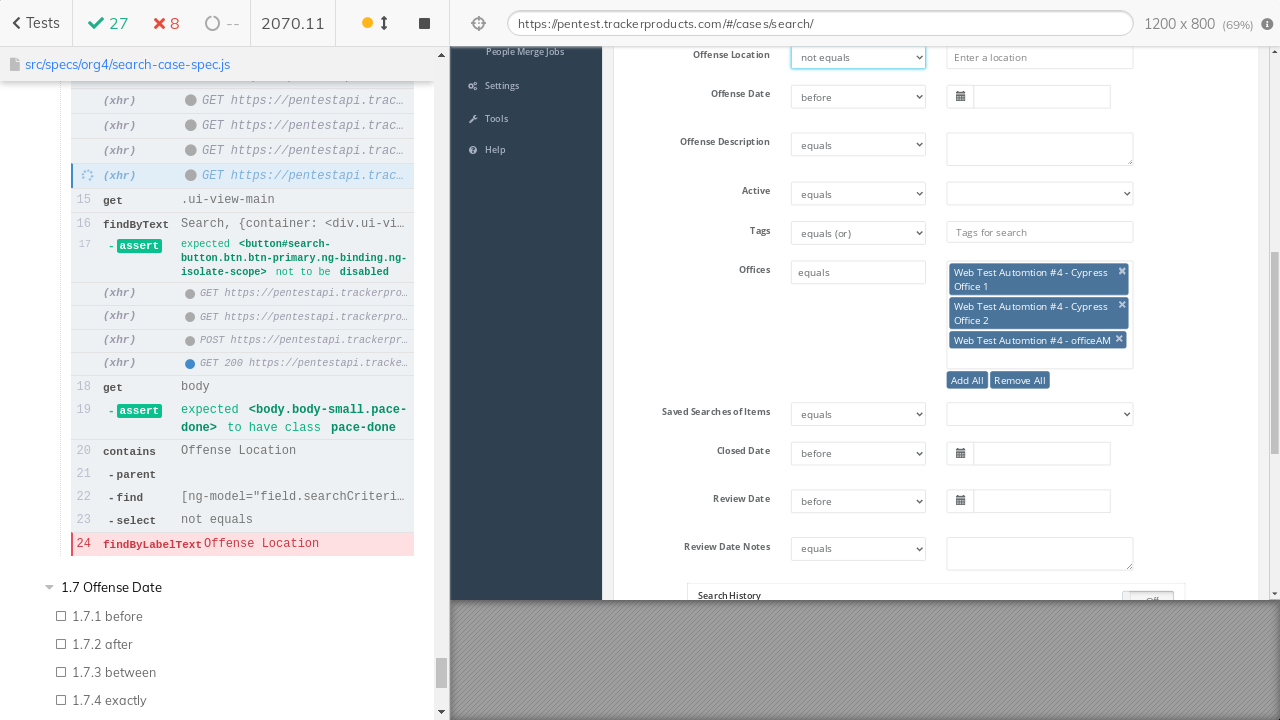 Tests
27
8
--
2070.11
https://pentest.trackerproducts.com/#/cases/search/
1200 x 800 (69%)
src/specs/org4/search-case-spec.js
(xhr) GET https://pentestapi.trac…
(xhr) GET https://pentestapi.trac…
(xhr) GET https://pentestapi.trac…
(xhr) GET https://pentestapi.trac…
15 get .ui-view-main
16 findByText Search, {container: <div.ui-vi…
17 - assert expected <button#search-
button.btn.btn-primary.ng-binding.ng-
isolate-scope> not to be disabled
(xhr) GET https://pentestapi.trackerpro…
(xhr) GET https://pentestapi.trackerpro…
(xhr) POST https://pentestapi.trackerpr…
(xhr) GET 200 https://pentestapi.tracke…
18 get body
19 - assert expected <body.body-small.pace-
done> to have class pace-done
20 contains Offense Location
21 - parent
22 - find [ng-model="field.searchCriteri…
23 - select not equals
24 findByLabelText Offense Location
1.7 Offense Date
1.7.1 before
1.7.2 after
1.7.3 between
1.7.4 exactly
People Merge Jobs
Settings
Tools
Help
Offense Location not equals Enter a location
Offense Date before
Offense Description equals
Active equals
Tags equals (or) Tags for search
Offices equals
Web Test Automtion #4 - Cypress
Office 1
Web Test Automtion #4 - Cypress
Office 2
Web Test Automtion #4 - officeAM
Add All Remove All
Saved Searches of Items equals
Closed Date before
Review Date before
Review Date Notes equals
Search History Off